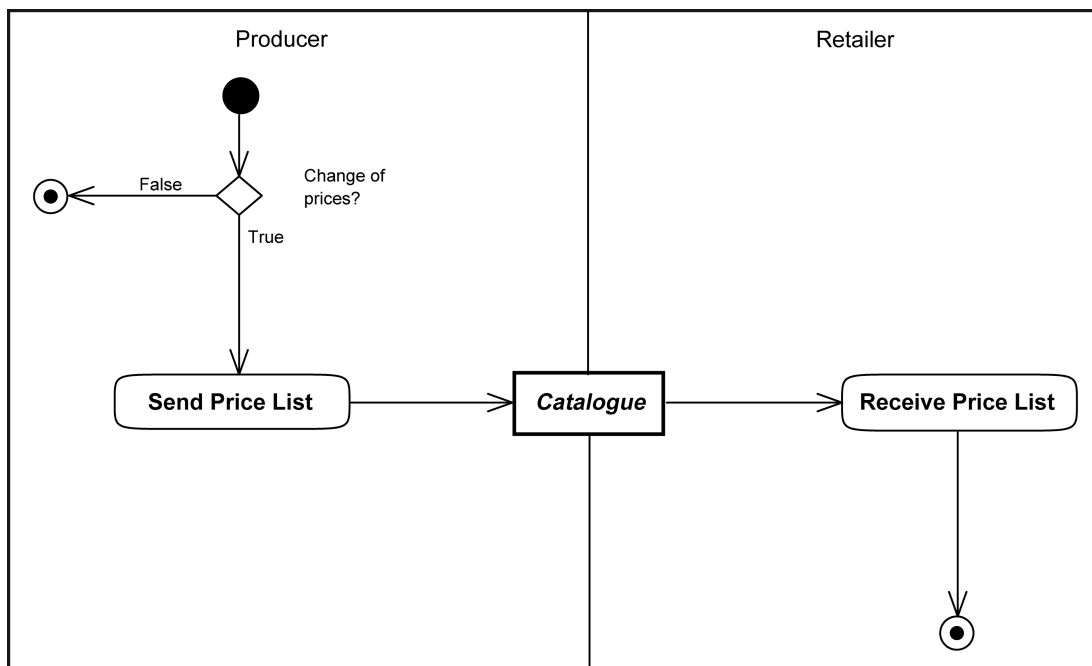 Producer
Retailer
Change of
prices?
False
True
Send Price List
Catalogue
Receive Price List